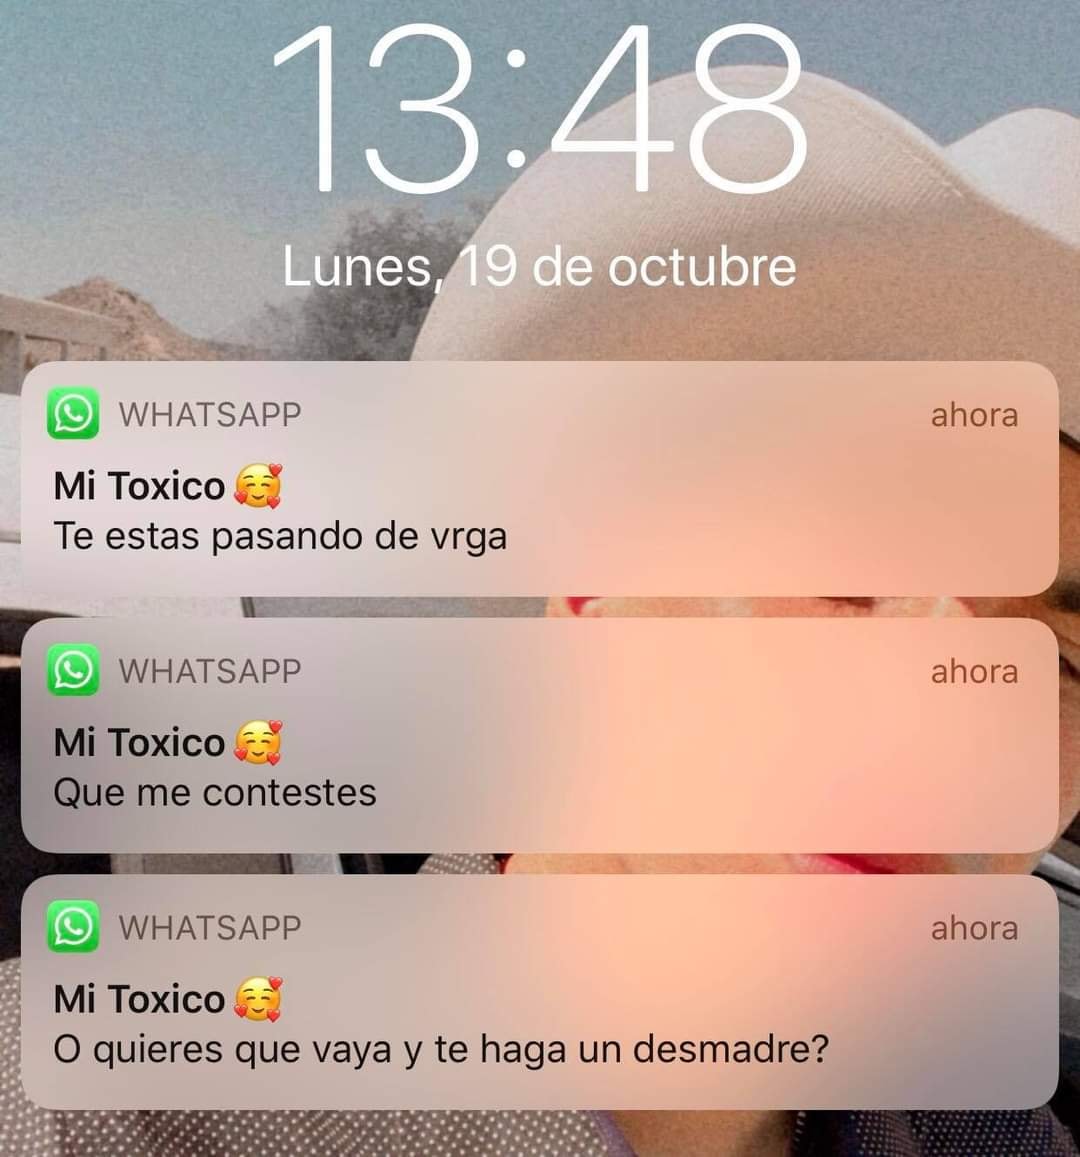 13:48
Lunes, 19 de octubre
WHATSAPP ahora
Mi Toxico 🥰
Te estas pasando de vrga
WHATSAPP ahora
Mi Toxico 🥰
Que me contestes
WHATSAPP ahora
Mi Toxico 🥰
O quieres que vaya y te haga un desmadre?